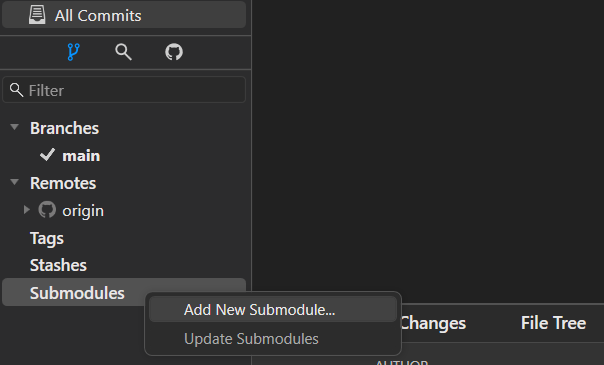 All Commits
Filter
Branches
main
Remotes
origin
Tags
Stashes
Submodules
Add New Submodule...
Update Submodules
Changes
File Tree
AUTHOR